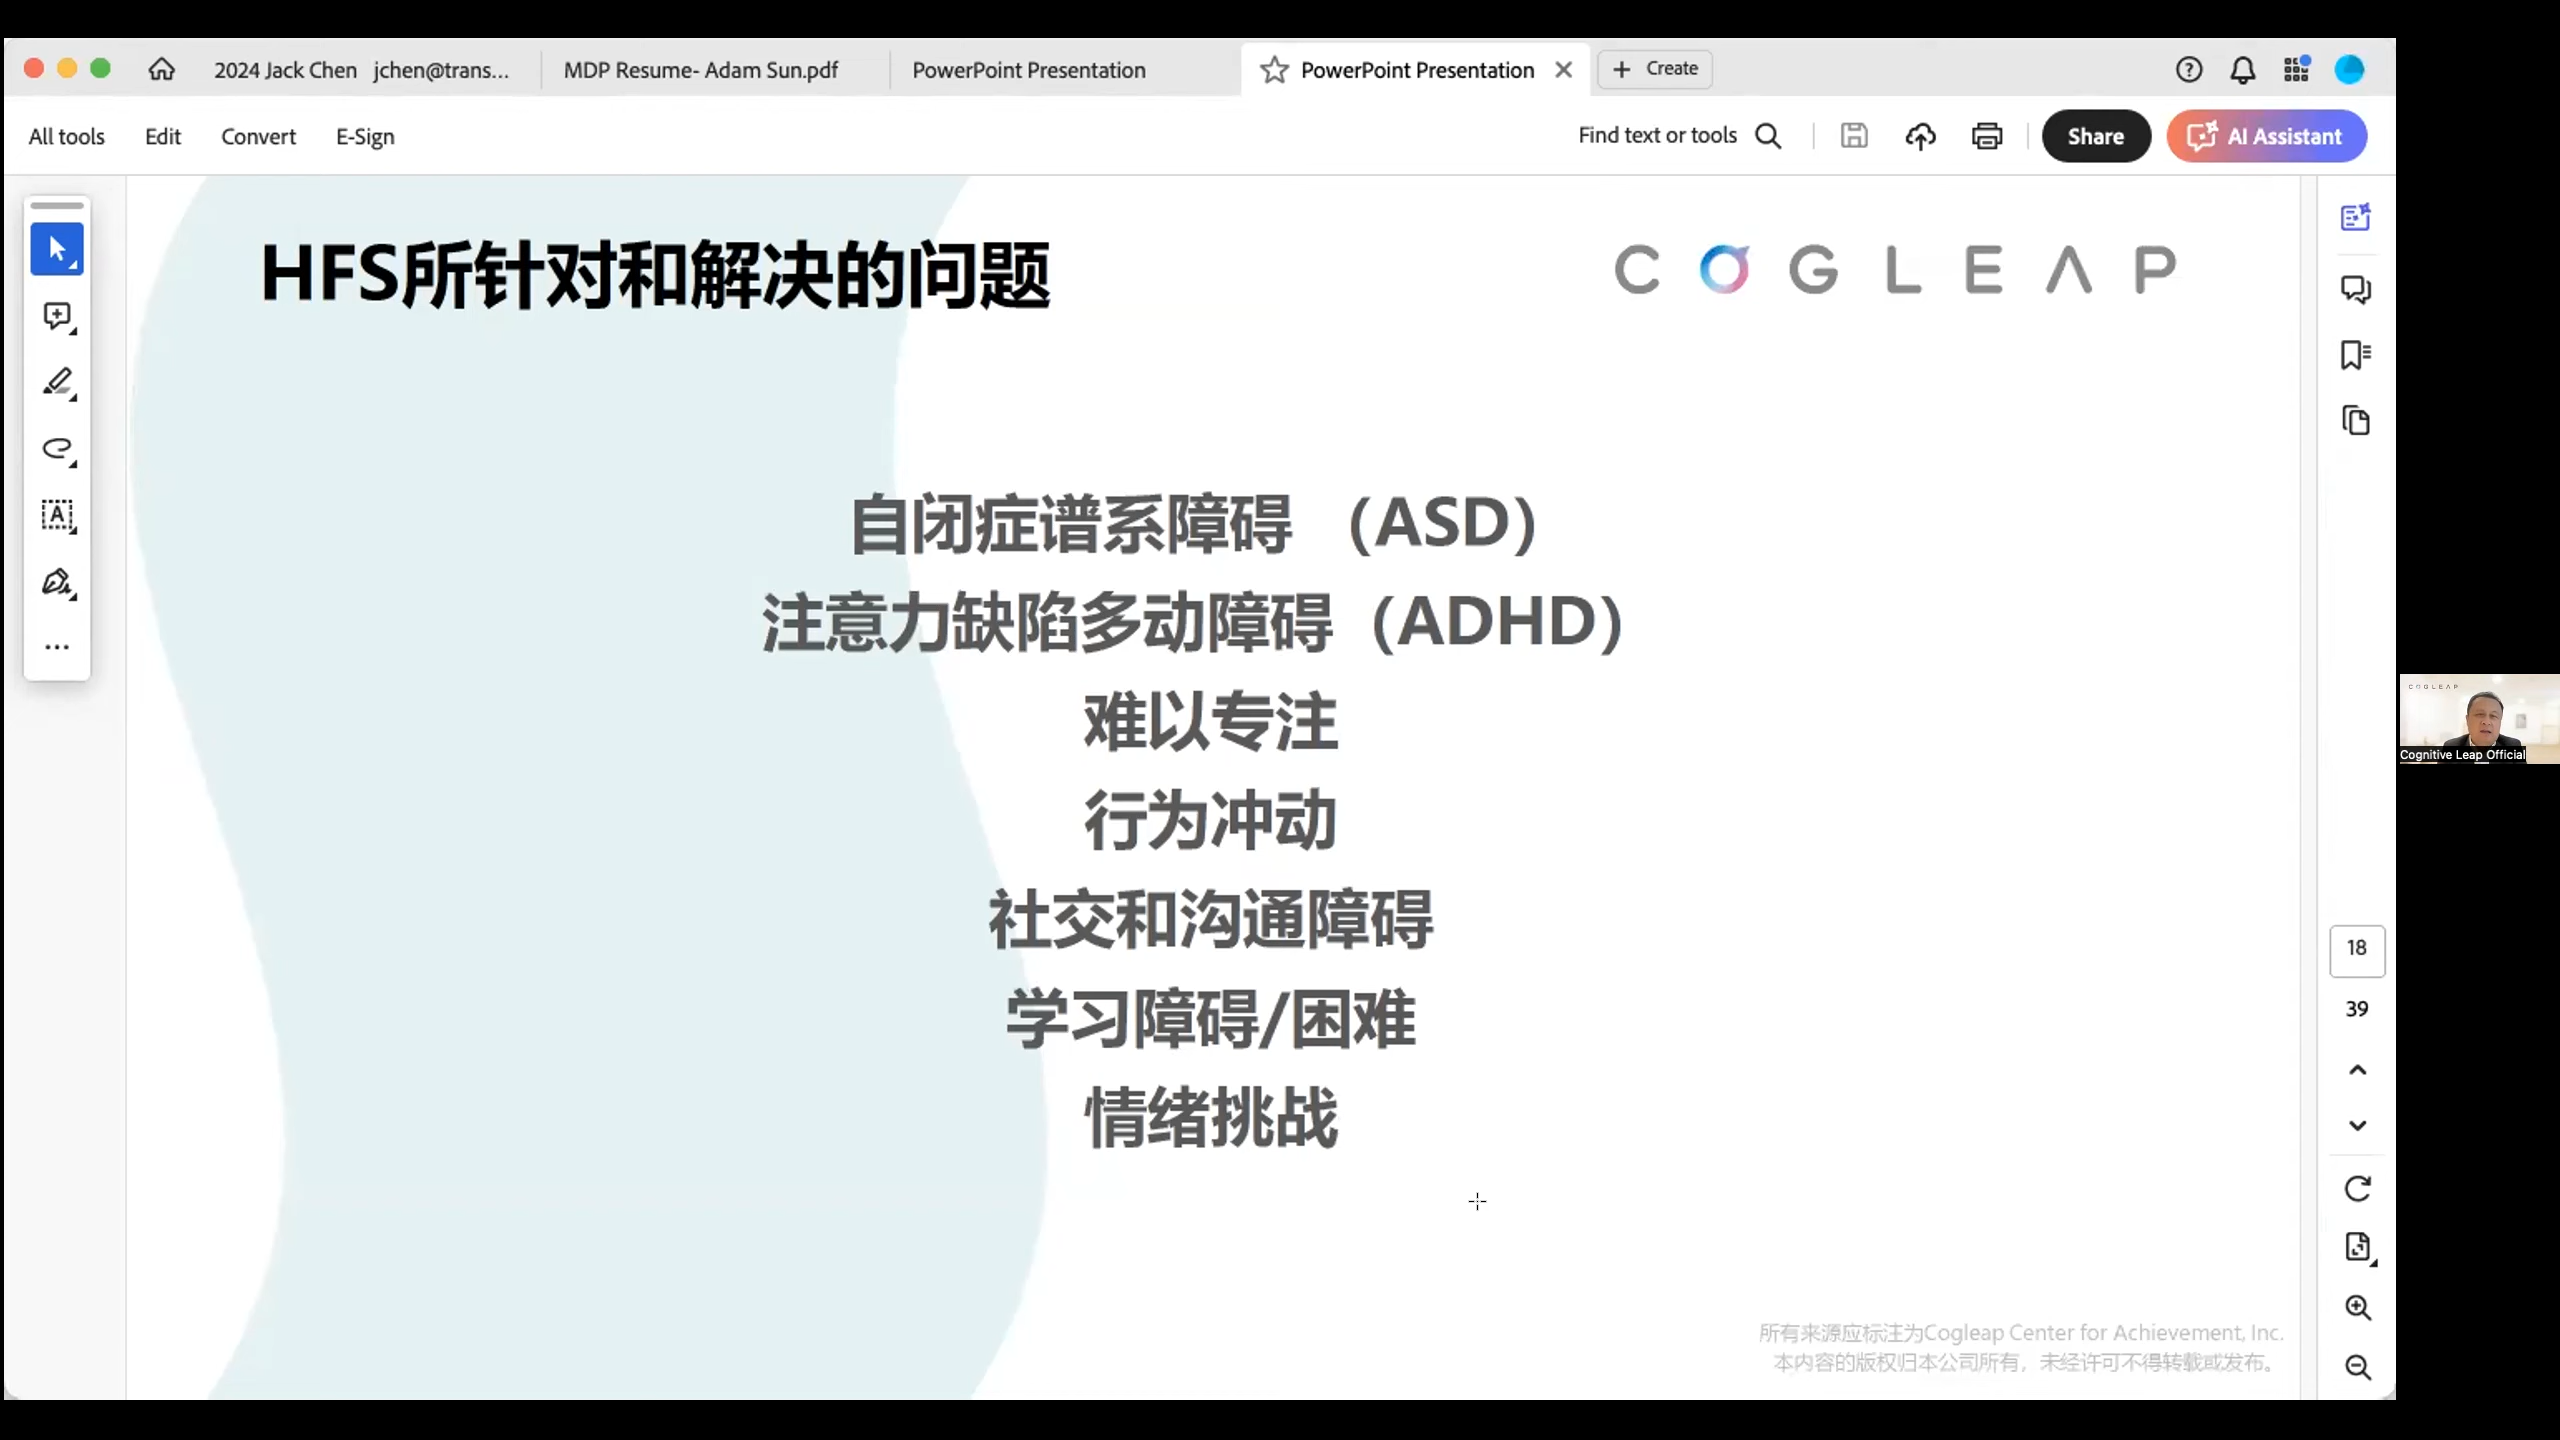 2024 Jack Chen jchen@trans...
MDP Resume- Adam Sun.pdf
PowerPoint Presentation
PowerPoint Presentation
Create
All tools
Edit
Convert
E-Sign
Find text or tools
Share
AI Assistant
HFS所针对和解决的问题
COGLEAP
自闭症谱系障碍 （ASD）
注意力缺陷多动障碍（ADHD）
难以专注
行为冲动
社交和沟通障碍
学习障碍/困难
情绪挑战
COGLEAP
Cognitive Leap Official
18
39
所有来源应标注为Cogleap Center for Achievement, Inc.
本内容的版权归本公司所有，未经许可不得转载或发布。